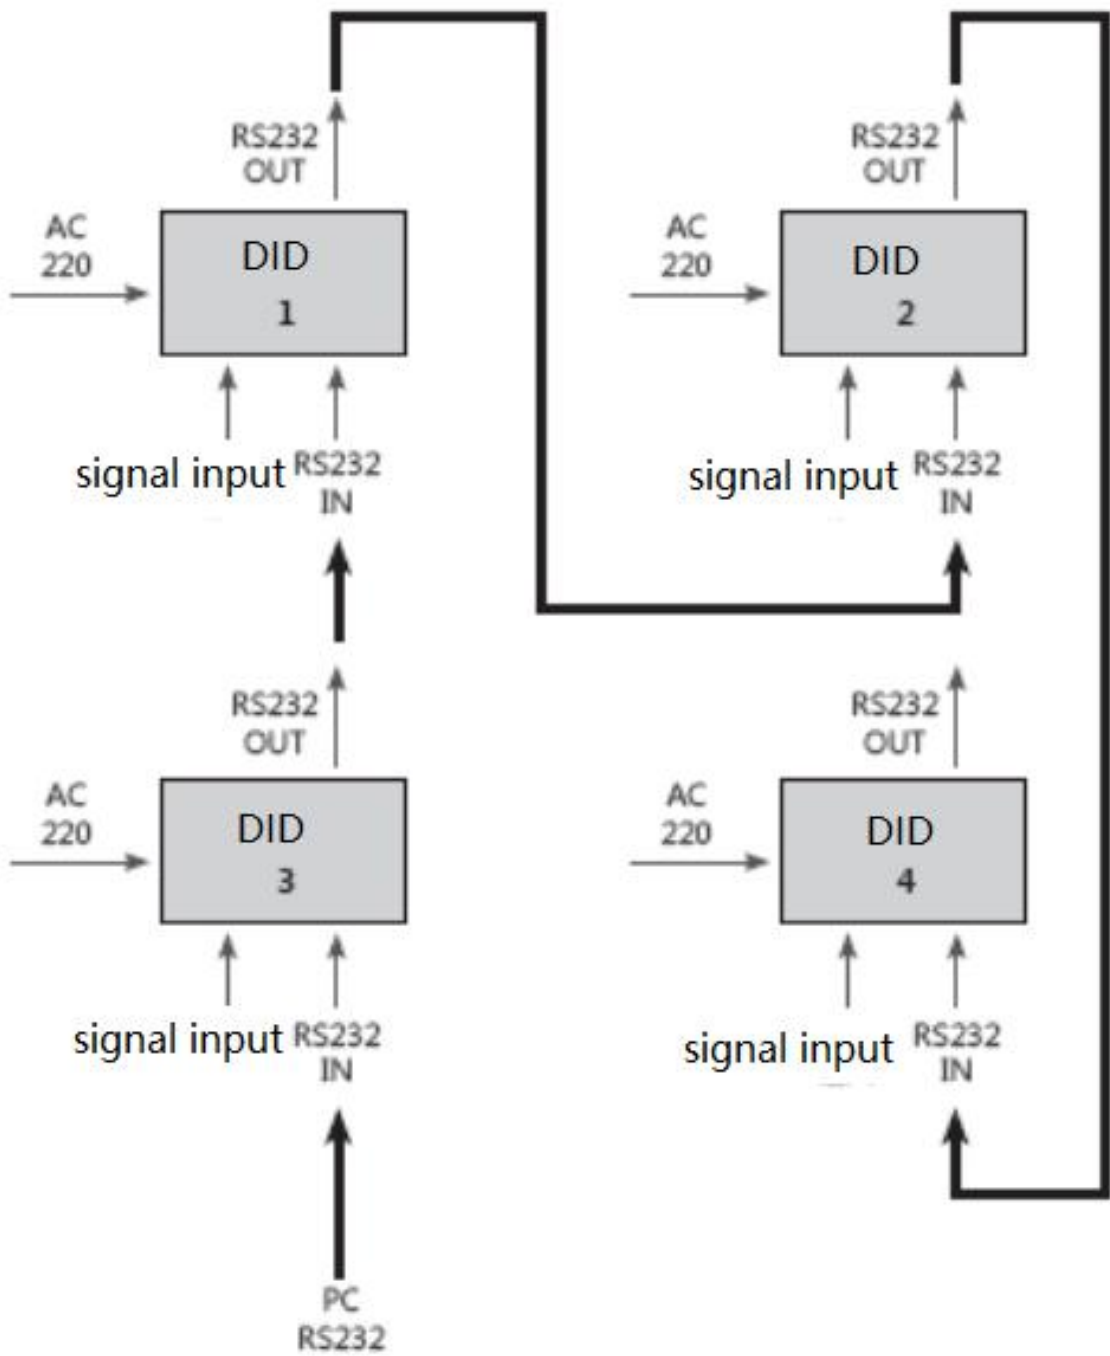 RS232
OUT
RS232
OUT
AC
220
DID
1
AC
220
DID
2
signal input
RS232
IN
signal input
RS232
IN
RS232
OUT
RS232
OUT
AC
220
DID
3
AC
220
DID
4
signal input
RS232
IN
signal input
RS232
IN
PC
RS232